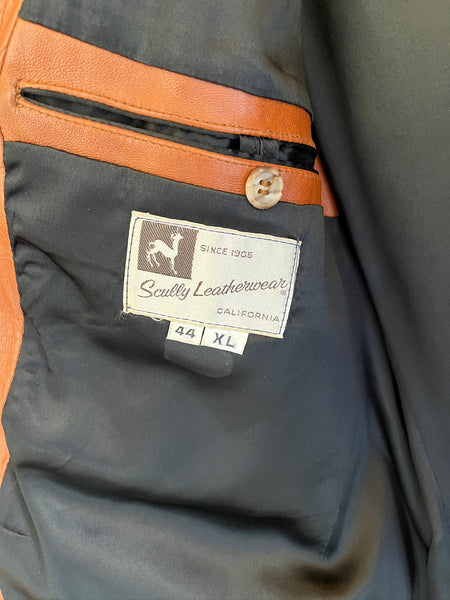 SINCE 1906
Scully Leatherwear®
CALIFORNIA
44 XL